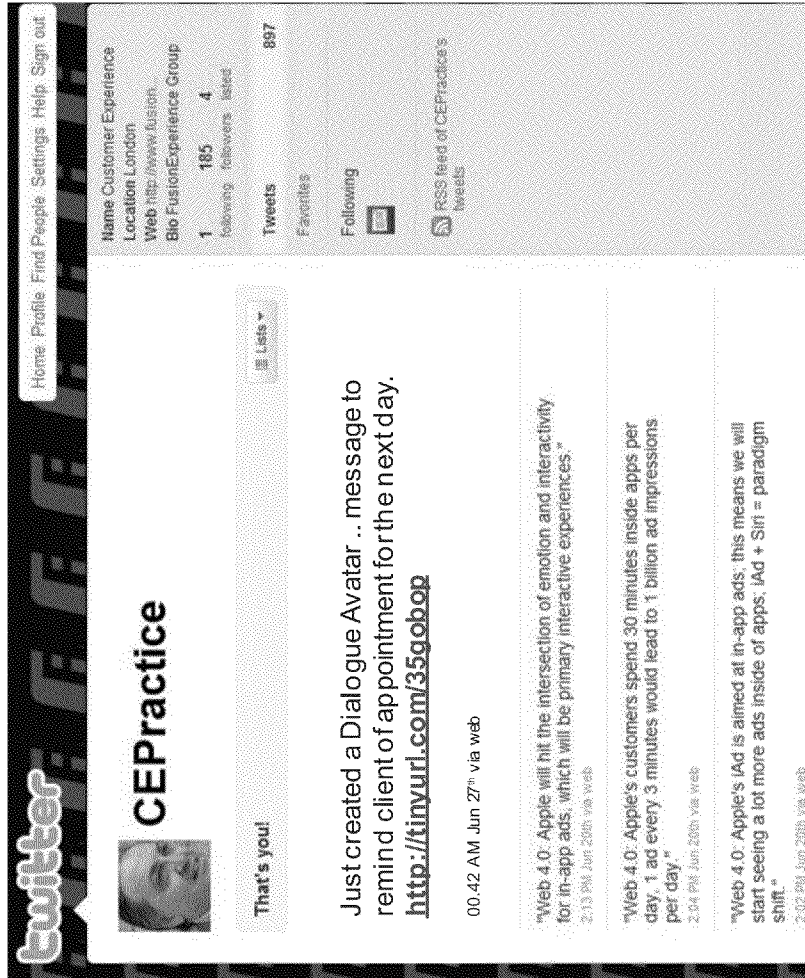 twitter
Home Profile Find People Settings Help Sign out
CEPractice
That's you!
Lists
Just created a Dialogue Avatar .. message to
remind client of appointment for the next day.
http://tinyurl.com/35gobop
00.42 AM Jun 27th via web
"Web 4.0: Apple will hit the intersection of emotion and interactivity
for in-app ads, which will be primary interactive experiences."
2:13 PM Jun 20th via web
"Web 4.0: Apple's customers spend 30 minutes inside apps per
day, 1 ad every 3 minutes would lead to 1 billion ad impressions
per day."
2:04 PM Jun 20th via web
"Web 4.0: Apple's iAd is aimed at in-app ads; this means we will
start seeing a lot more ads inside of apps; iAd + Siri = paradigm
shift."
2:02 PM Jun 20th via web
Name Customer Experience
Location London
Web http://www.fusion.
Bio FusionExperience Group
1 185 4
following followers listed
Tweets 897
Favorites
Following
RSS feed of CEPractice's
tweets